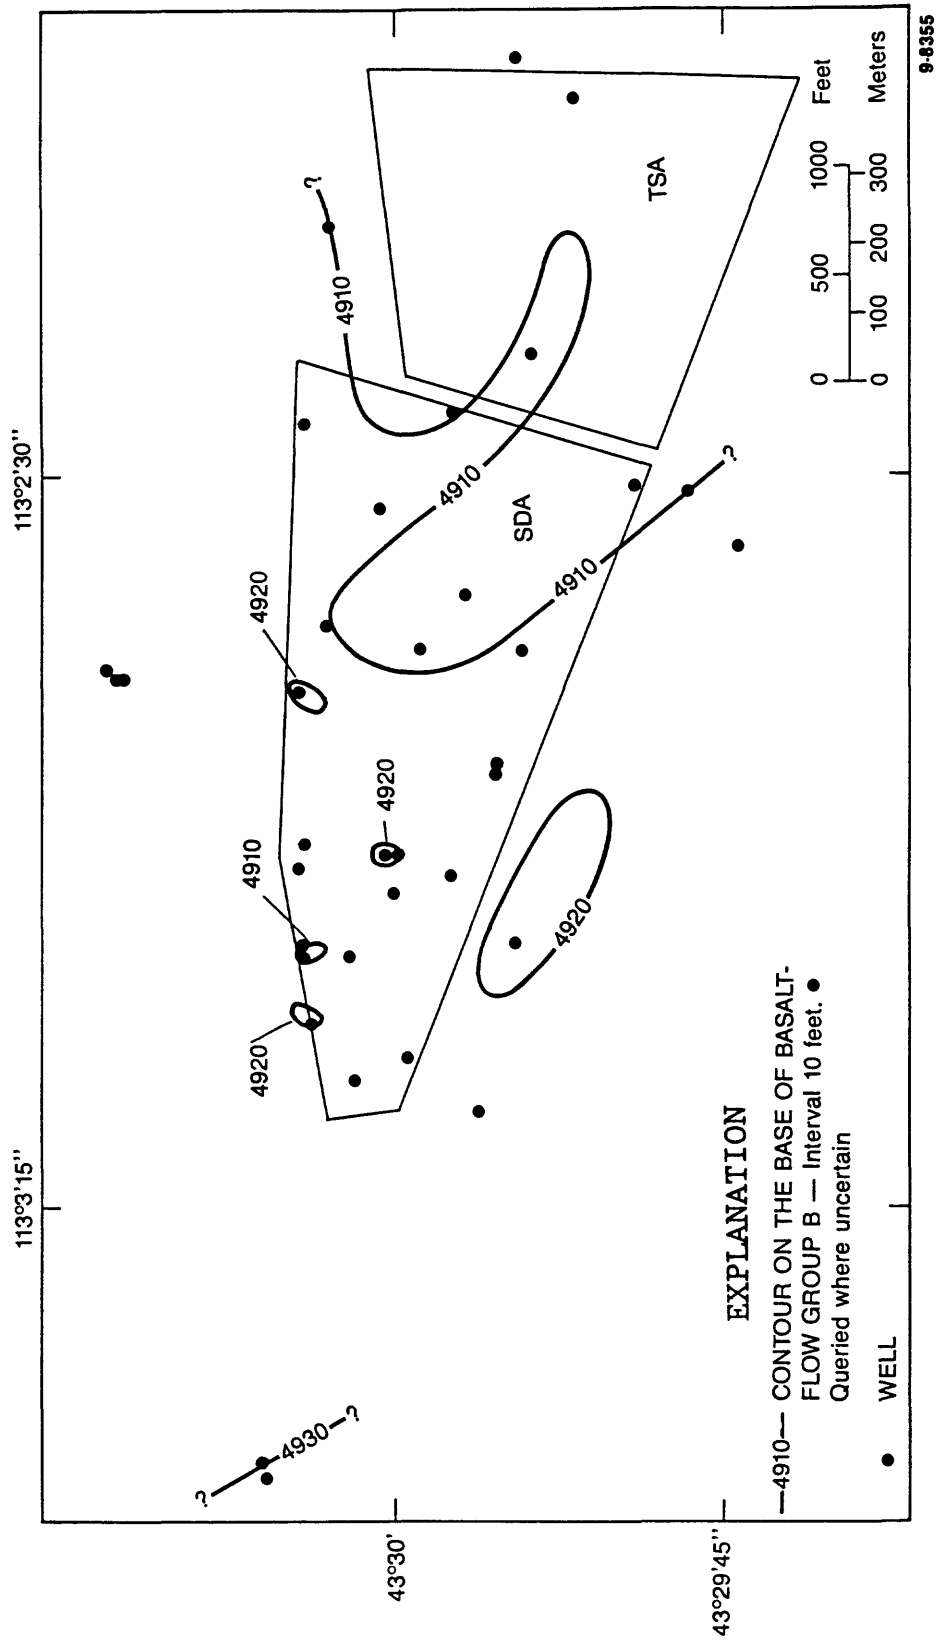 113°3'15"
113°2'30"
43°30'
43°29'45"
?
4930
?
4920
4910
4920
4920
4920
4910
?
4910
4910
?
SDA
TSA
EXPLANATION
—4910— CONTOUR ON THE BASE OF BASALT-
FLOW GROUP B — Interval 10 feet. ●
Queried where uncertain
● WELL
0 500 1000 Feet
0 100 200 300 Meters
9-8355